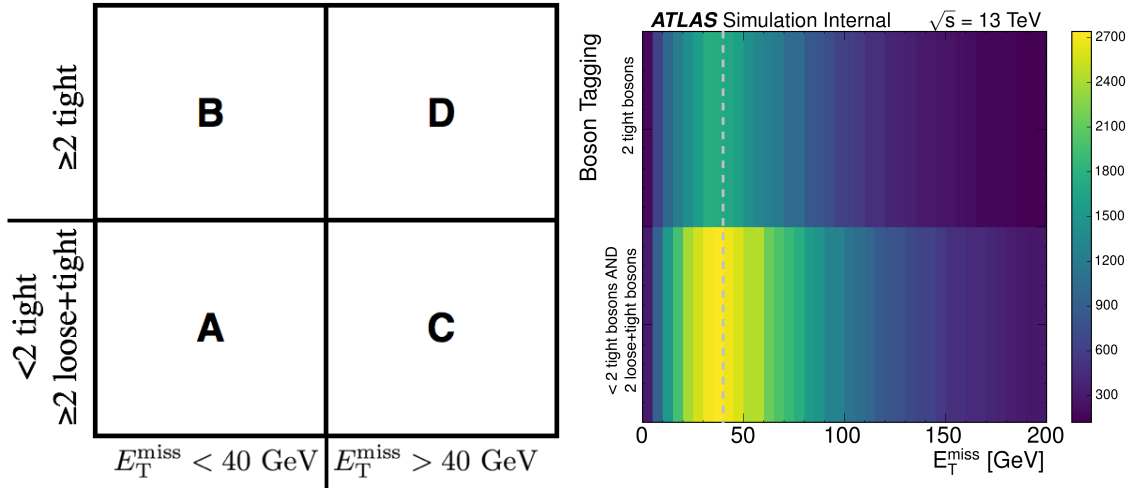 ≥2 tight
B
D
<2 tight
≥2 loose+tight
A
C
E_T^miss < 40 GeV
E_T^miss > 40 GeV
ATLAS Simulation Internal
√s = 13 TeV
Boson Tagging
2 tight bosons
< 2 tight bosons AND
2 loose+tight bosons
0
50
100
150
200
E_T^miss [GeV]
2700
2400
2100
1800
1500
1200
900
600
300